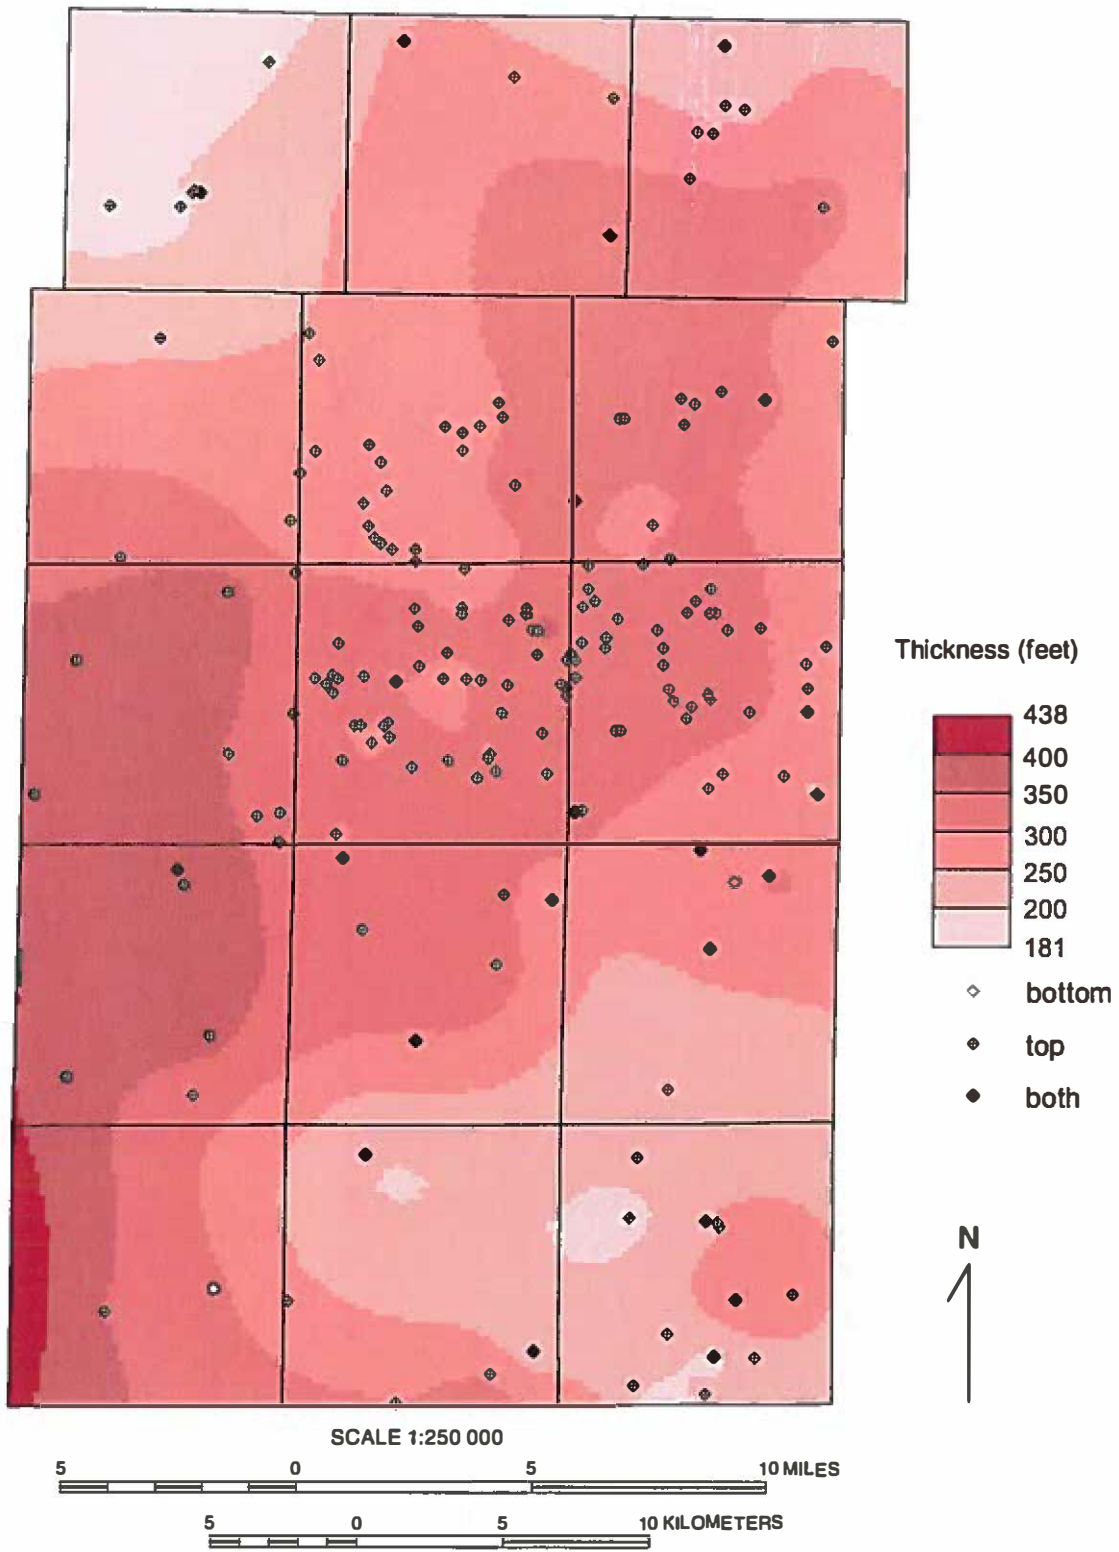 Thickness (feet)
438
400
350
300
250
200
181
bottom
top
both
N
SCALE 1:250 000
5 0 5 10 MILES
5 0 5 10 KILOMETERS